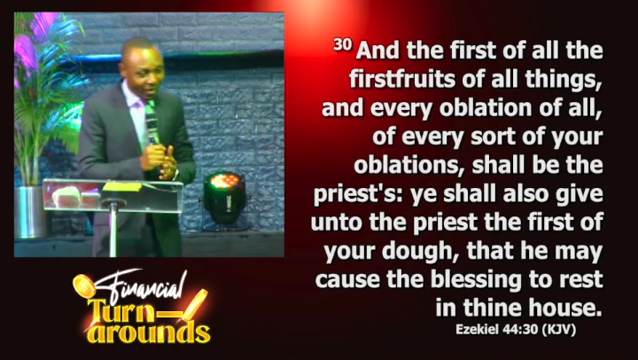 30 And the first of all the
firstfruits of all things,
and every oblation of all,
of every sort of your
oblations, shall be the
priest's: ye shall also give
unto the priest the first of
your dough, that he may
cause the blessing to rest
in thine house.
Ezekiel 44:30 (KJV)
Financial
Turn-
arounds